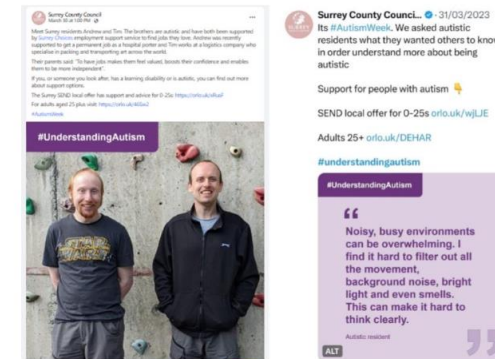 Surrey County Council
March 30 at 1:00 PM
Meet Surrey residents Andrew and Tim. The brothers are autistic and have both been supported
by Surrey Choices employment support service to find jobs they love. Andrew was recently
supported to get a permanent job as a hospital porter and Tim works at a logistics company who
specialise in packing and transporting art across the world.
Their parents said: "To have jobs makes them feel valued, boosts their confidence and enables
them to be more independent".
If you, or someone you look after, has a learning disability or is autistic, you can find out more
about support options.
The Surrey SEND local offer has support and advice for 0-25s:
For adults aged 25 plus visit:
#AutismWeek
#UnderstandingAutism
Surrey County Counci... · 31/03/2023
Its #AutismWeek. We asked autistic
residents what they wanted others to know
in order understand more about being
autistic
Support for people with autism 👇
SEND local offer for 0-25s orlo.uk/wjLJE
Adults 25+ orlo.uk/DEHAR
#understandingautism
#UnderstandingAutism
“
Noisy, busy environments
can be overwhelming. I
find it hard to filter out all
the movement,
background noise, bright
light and even smells.
This can make it hard to
think clearly.
Autistic resident
”
ALT